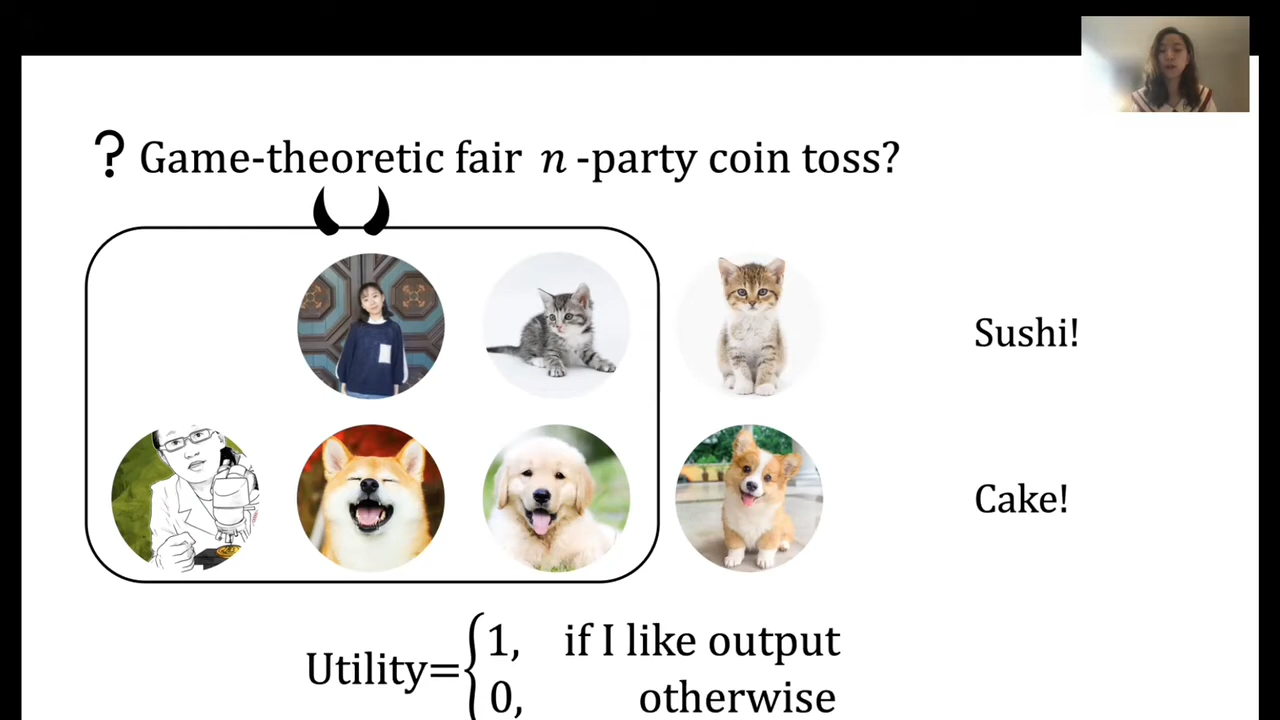 ? Game-theoretic fair n -party coin toss?
Sushi!
Cake!
Utility= { 1, if I like output
0, otherwise